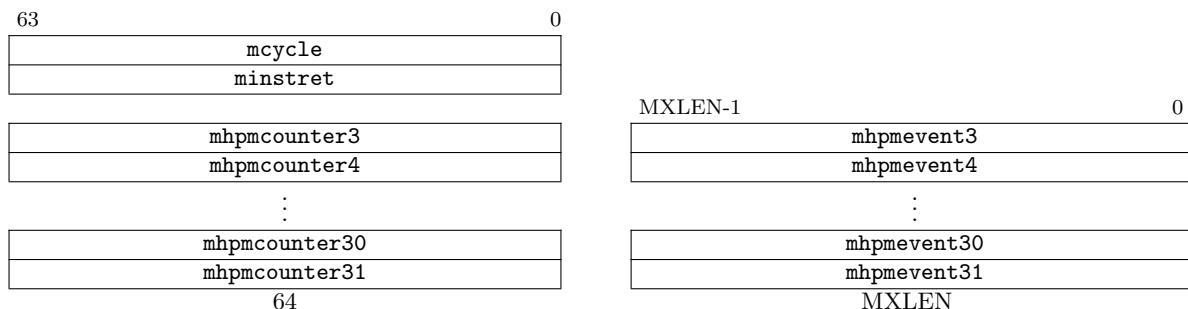 63 0
mcycle
minstret
mhpmcounter3
mhpmcounter4
⋮
mhpmcounter30
mhpmcounter31
64
MXLEN-1 0
mhpmevent3
mhpmevent4
⋮
mhpmevent30
mhpmevent31
MXLEN